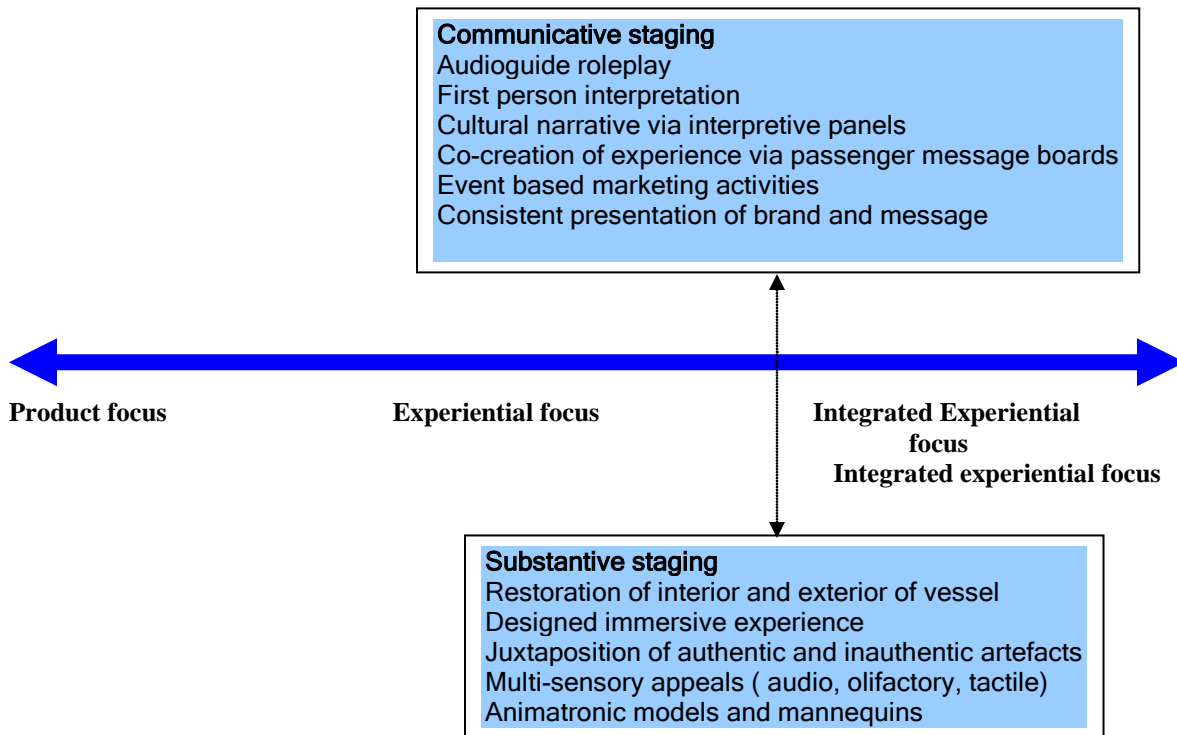 Communicative staging
Audioguide roleplay
First person interpretation
Cultural narrative via interpretive panels
Co-creation of experience via passenger message boards
Event based marketing activities
Consistent presentation of brand and message
Product focus
Experiential focus
Integrated Experiential
focus
Integrated experiential focus
Substantive staging
Restoration of interior and exterior of vessel
Designed immersive experience
Juxtaposition of authentic and inauthentic artefacts
Multi-sensory appeals ( audio, olfactory, tactile)
Animatronic models and mannequins